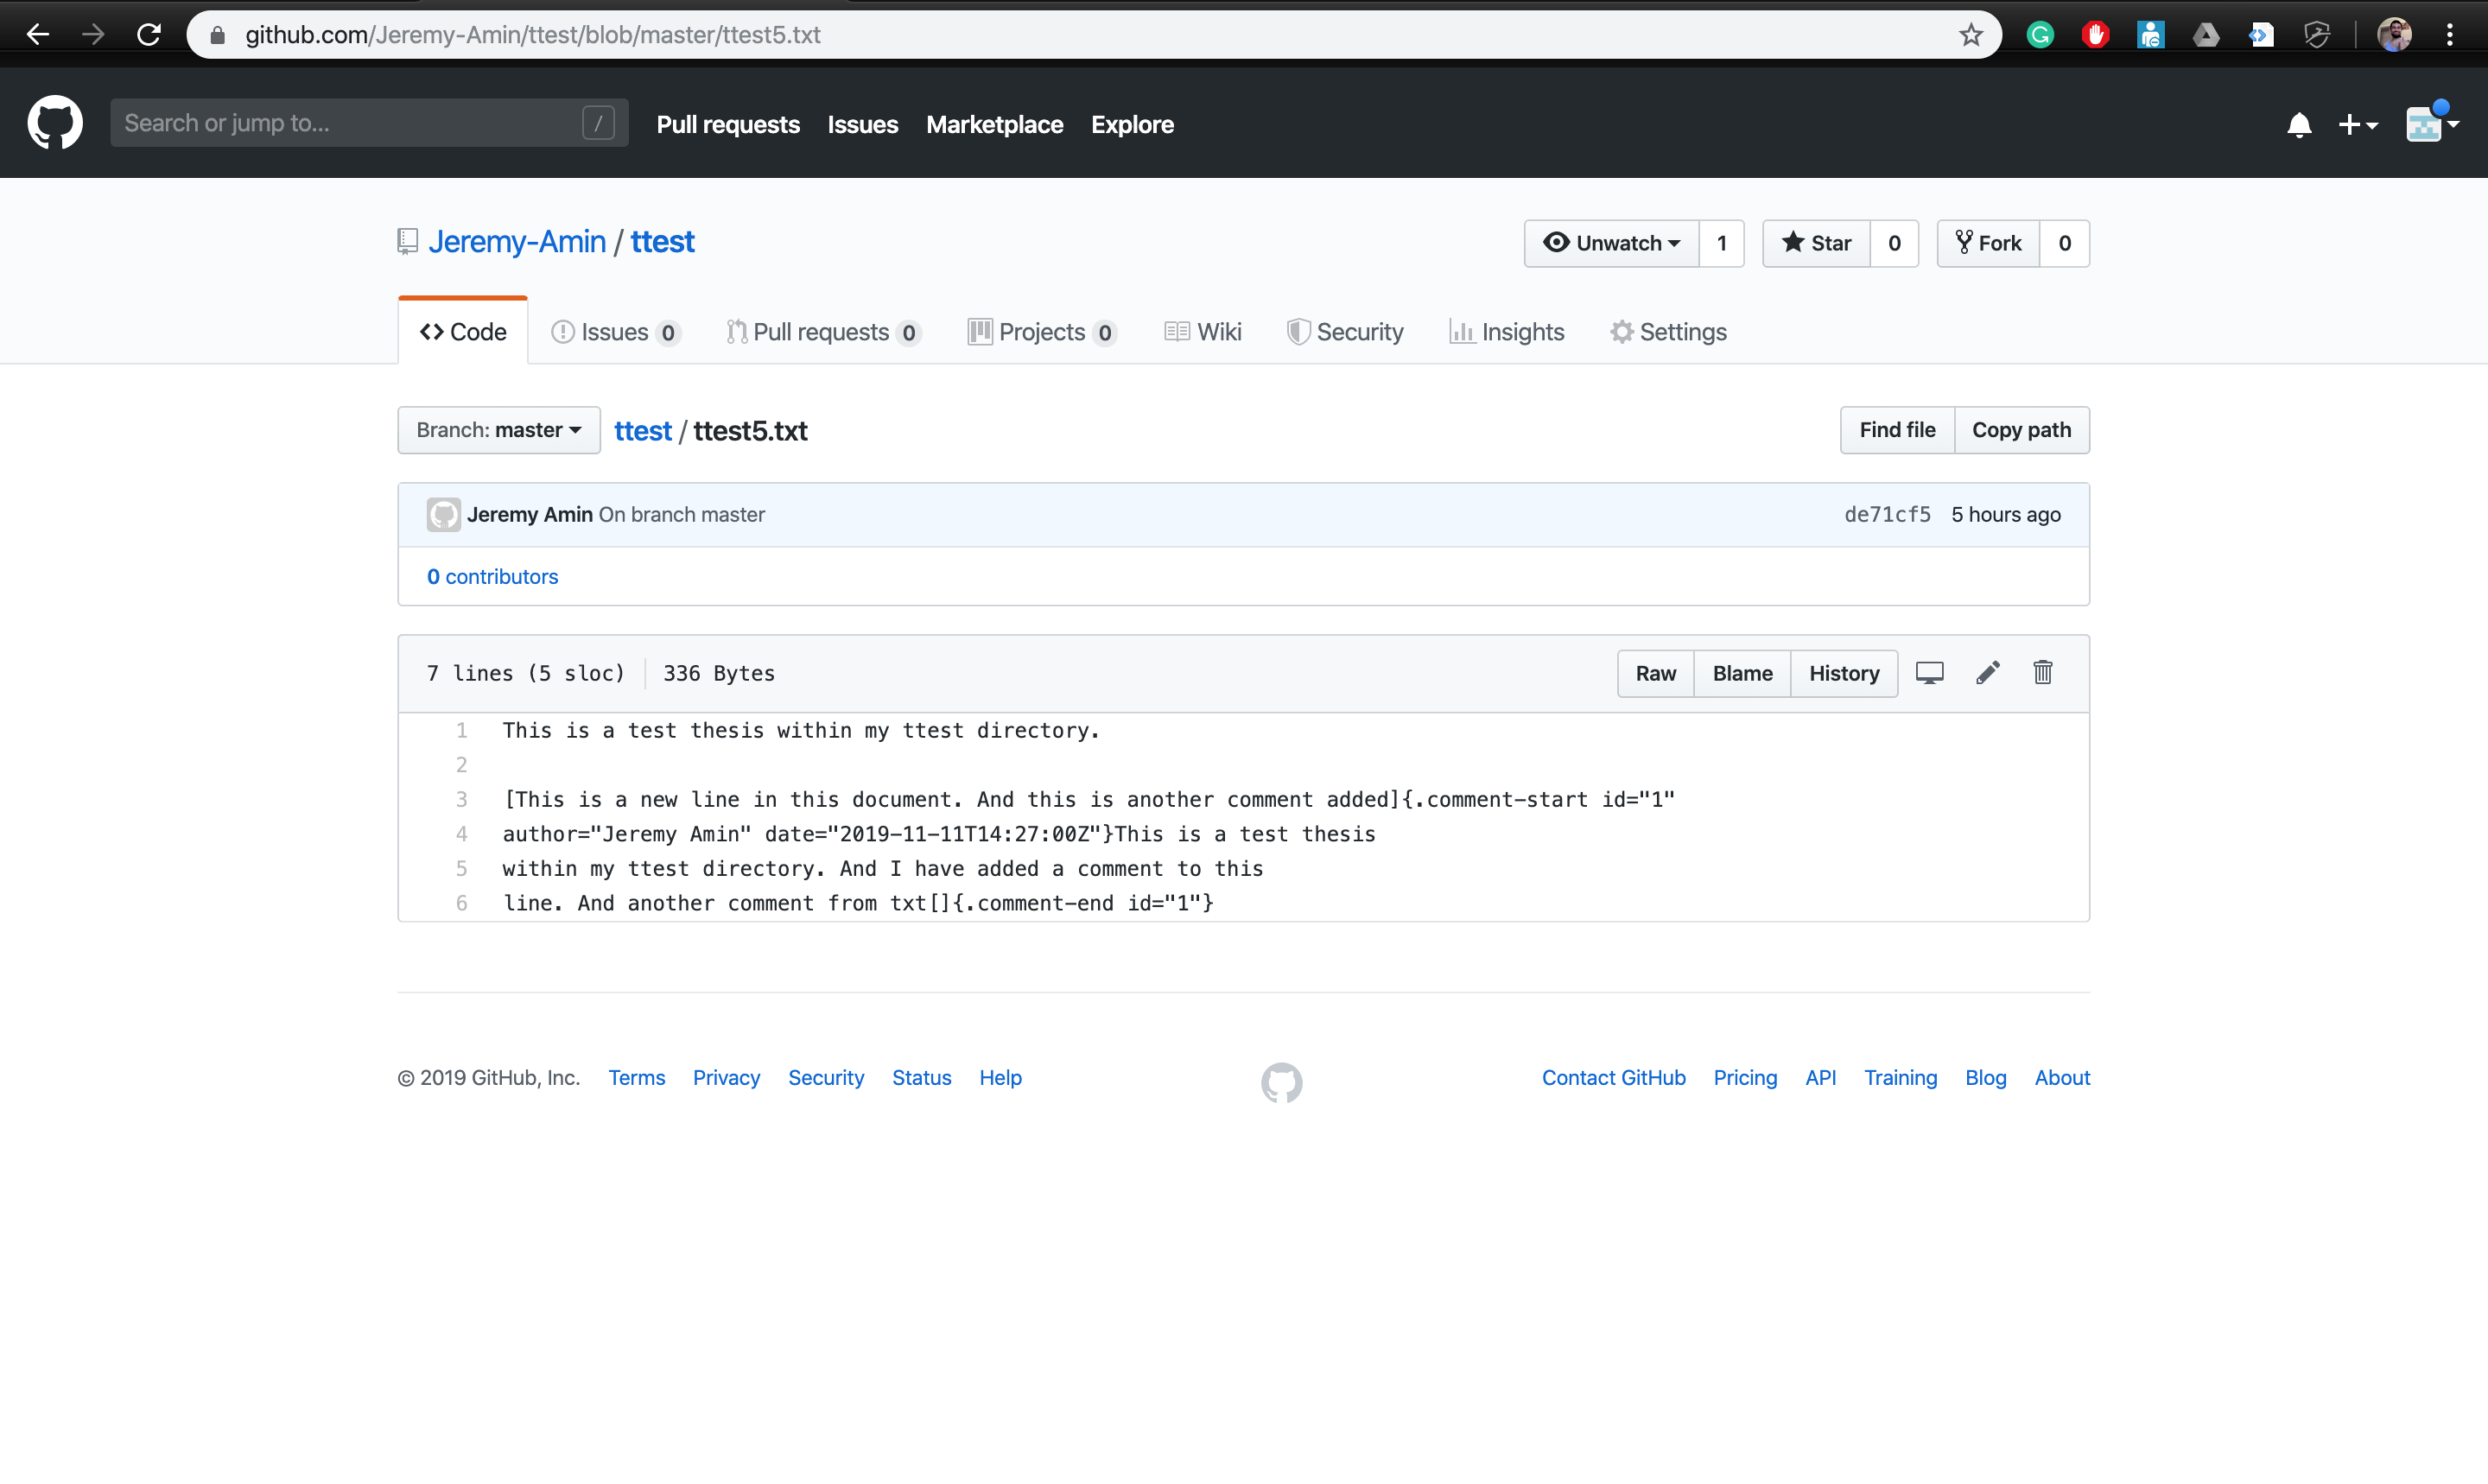 github.com/Jeremy-Amin/ttest/blob/master/ttest5.txt
Search or jump to... / Pull requests Issues Marketplace Explore
Jeremy-Amin / ttest Unwatch 1 Star 0 Fork 0
Code Issues 0 Pull requests 0 Projects 0 Wiki Security Insights Settings
Branch: master ttest / ttest5.txt Find file Copy path
Jeremy Amin On branch master de71cf5 5 hours ago
0 contributors
7 lines (5 sloc) 336 Bytes Raw Blame History
1 This is a test thesis within my ttest directory.
2
3 [This is a new line in this document. And this is another comment added]{.comment-start id="1"
4 author="Jeremy Amin" date="2019-11-11T14:27:00Z"}This is a test thesis
5 within my ttest directory. And I have added a comment to this
6 line. And another comment from txt[]{.comment-end id="1"}
© 2019 GitHub, Inc. Terms Privacy Security Status Help Contact GitHub Pricing API Training Blog About